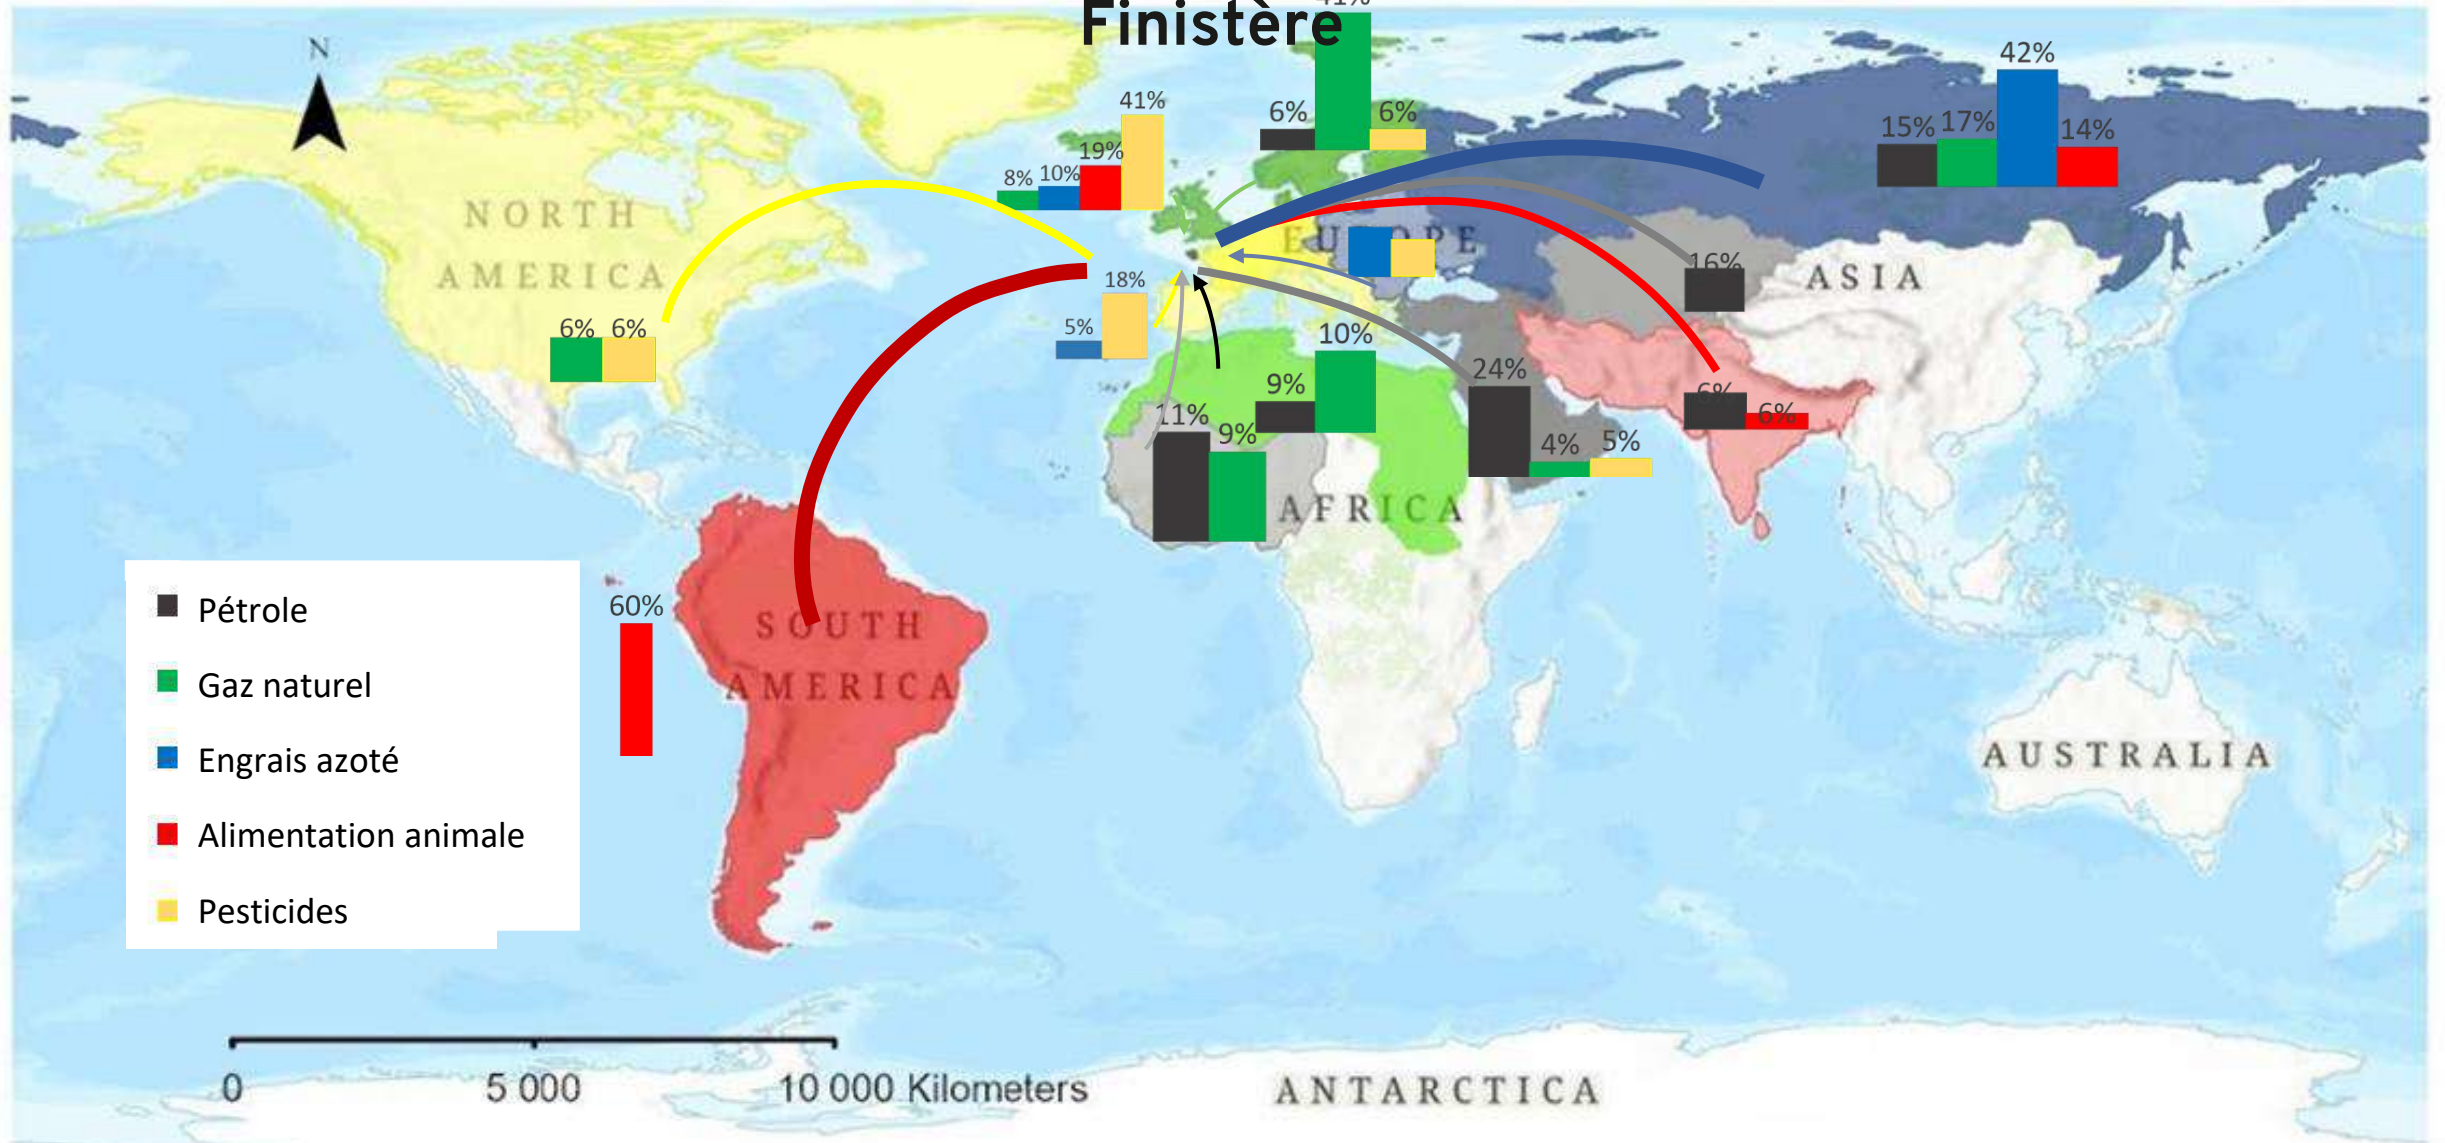 Finistère
41%
N
42%
6%
6%
41%
15%
17%
14%
19%
8%
10%
NORTH
AMERICA
EUROPE
16%
ASIA
18%
5%
6%
6%
10%
9%
24%
11%
9%
4%
5%
6%
6%
AFRICA
Pétrole
Gaz naturel
Engrais azoté
Alimentation animale
Pesticides
60%
SOUTH
AMERICA
AUSTRALIA
0
5 000
10 000 Kilometers
ANTARCTICA